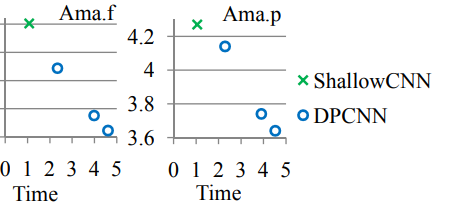 Ama.f
Ama.p
4.2
4
3.8
3.6
0 1 2 3 4 5
0 1 2 3 4 5
Time
Time
ShallowCNN
DPCNN